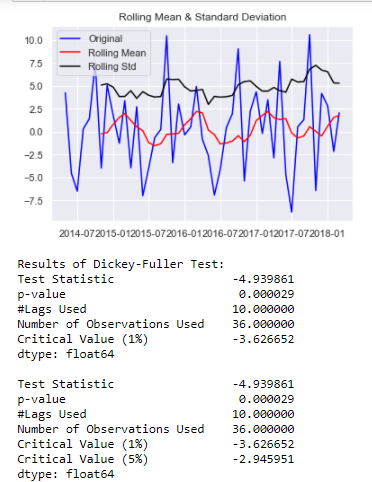 Rolling Mean & Standard Deviation
Original
Rolling Mean
Rolling Std
10.0
7.5
5.0
2.5
0.0
−2.5
−5.0
−7.5
2014-072015-012015-072016-012016-072017-012017-072018-01
Results of Dickey-Fuller Test:
Test Statistic -4.939861
p-value 0.000029
#Lags Used 10.000000
Number of Observations Used 36.000000
Critical Value (1%) -3.626652
dtype: float64
Test Statistic -4.939861
p-value 0.000029
#Lags Used 10.000000
Number of Observations Used 36.000000
Critical Value (1%) -3.626652
Critical Value (5%) -2.945951
dtype: float64